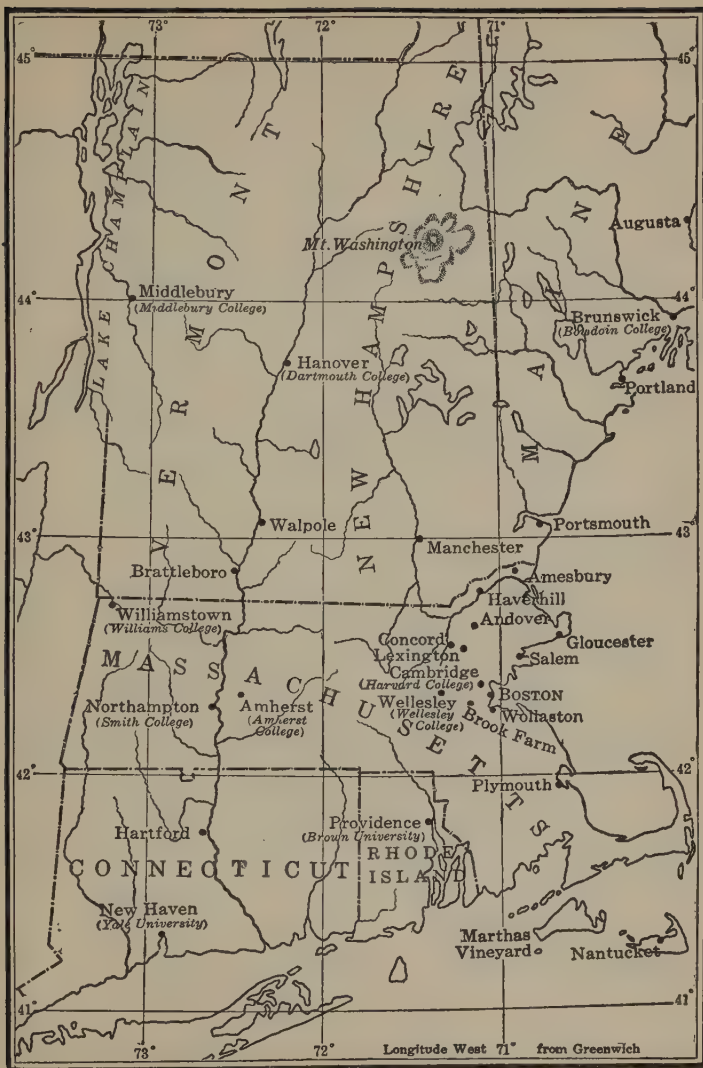 73° 72° 71°
45° 45°
LAKE CHAMPLAIN
VERMONT
NEW HAMPSHIRE
MAINE
Augusta
Mt. Washington
44° 44°
Middlebury
(Middlebury College)
Brunswick
(Bowdoin College)
Hanover
(Dartmouth College)
Portland
Walpole
Portsmouth
43° 43°
Manchester
Brattleboro
Amesbury
Haverhill
Williamstown
(Williams College)
Andover
Gloucester
Concord
Lexington
Salem
MASSACHUSETTS
Cambridge
(Harvard College)
Northampton
(Smith College)
Amherst
(Amherst
College)
Wellesley
(Wellesley
College)
BOSTON
Wollaston
Brook Farm
42° 42°
Plymouth
Hartford
Providence
(Brown University)
CONNECTICUT
RHODE
ISLAND
New Haven
(Yale University)
Marthas
Vineyard
Nantucket
41° 41°
73° 72° Longitude West 71° from Greenwich